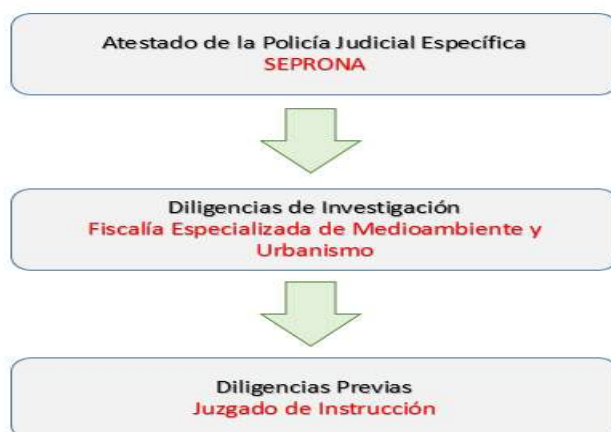 Atestado de la Policía Judicial Específica
SEPRONA
Diligencias de Investigación
Fiscalía Especializada de Medioambiente y
Urbanismo
Diligencias Previas
Juzgado de Instrucción